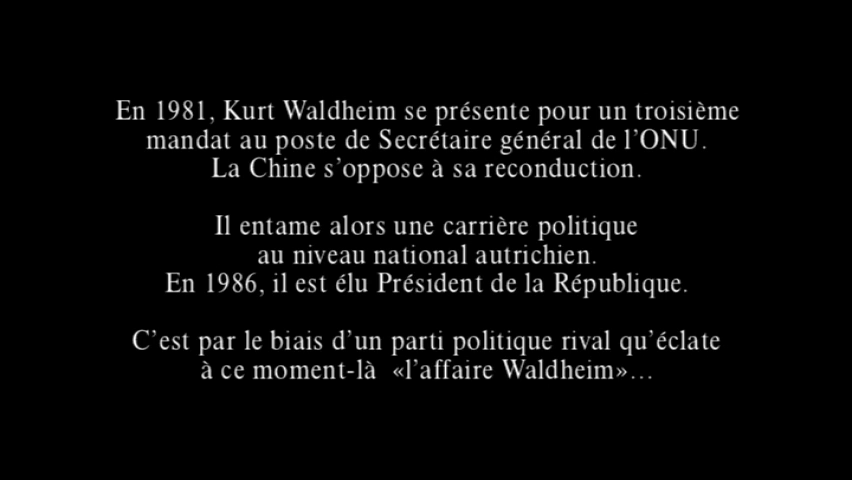 En 1981, Kurt Waldheim se présente pour un troisième
mandat au poste de Secrétaire général de l'ONU.
La Chine s'oppose à sa reconduction.
Il entame alors une carrière politique
au niveau national autrichien.
En 1986, il est élu Président de la République.
C'est par le biais d'un parti politique rival qu'éclate
à ce moment-là «l'affaire Waldheim»...